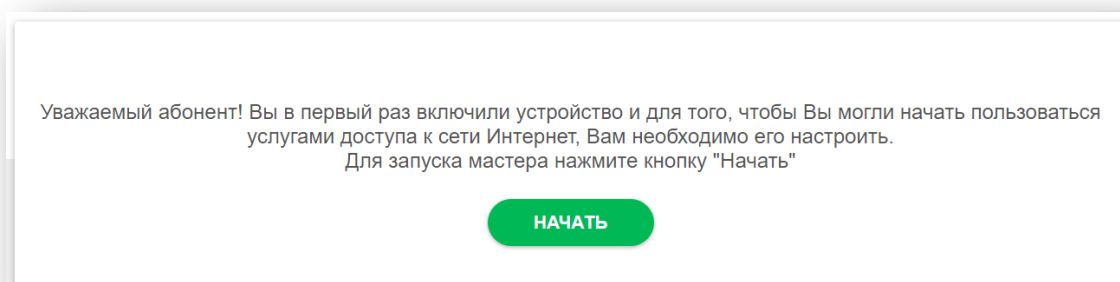 Уважаемый абонент! Вы в первый раз включили устройство и для того, чтобы Вы могли начать пользоваться
услугами доступа к сети Интернет, Вам необходимо его настроить.
Для запуска мастера нажмите кнопку "Начать"
НАЧАТЬ